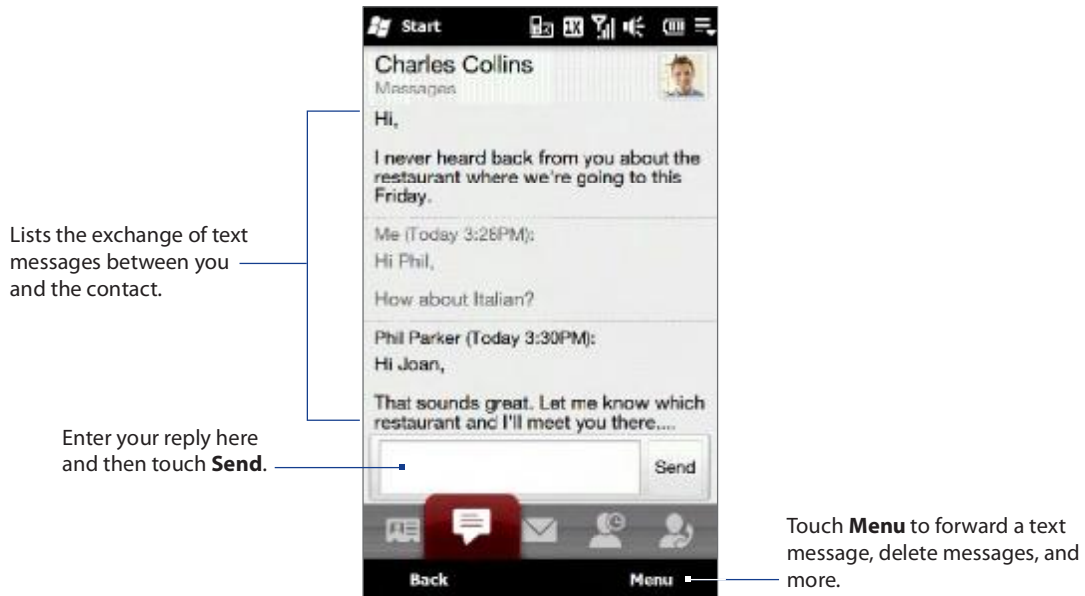 Start
1X
Charles Collins
Messages
Hi,
I never heard back from you about the
restaurant where we're going to this
Friday.
Me (Today 3:26PM):
Hi Phil,
How about Italian?
Phil Parker (Today 3:30PM):
Hi Joan,
That sounds great. Let me know which
restaurant and I'll meet you there....
Send
Back
Menu
Lists the exchange of text
messages between you
and the contact.
Enter your reply here
and then touch Send.
Touch Menu to forward a text
message, delete messages, and
more.